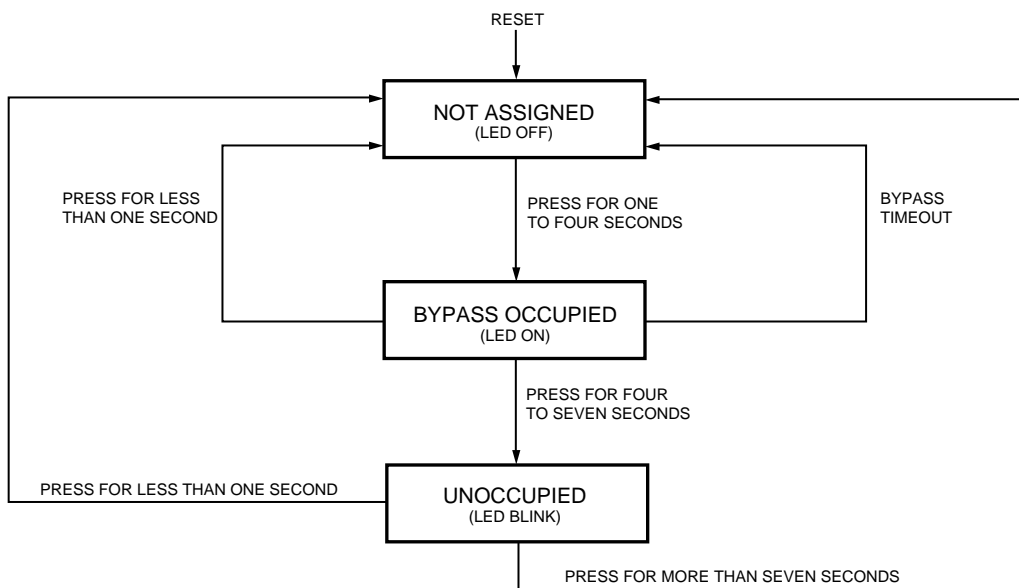 RESET
NOT ASSIGNED
(LED OFF)
PRESS FOR LESS
THAN ONE SECOND
PRESS FOR ONE
TO FOUR SECONDS
BYPASS
TIMEOUT
BYPASS OCCUPIED
(LED ON)
PRESS FOR FOUR
TO SEVEN SECONDS
PRESS FOR LESS THAN ONE SECOND
UNOCCUPIED
(LED BLINK)
PRESS FOR MORE THAN SEVEN SECONDS